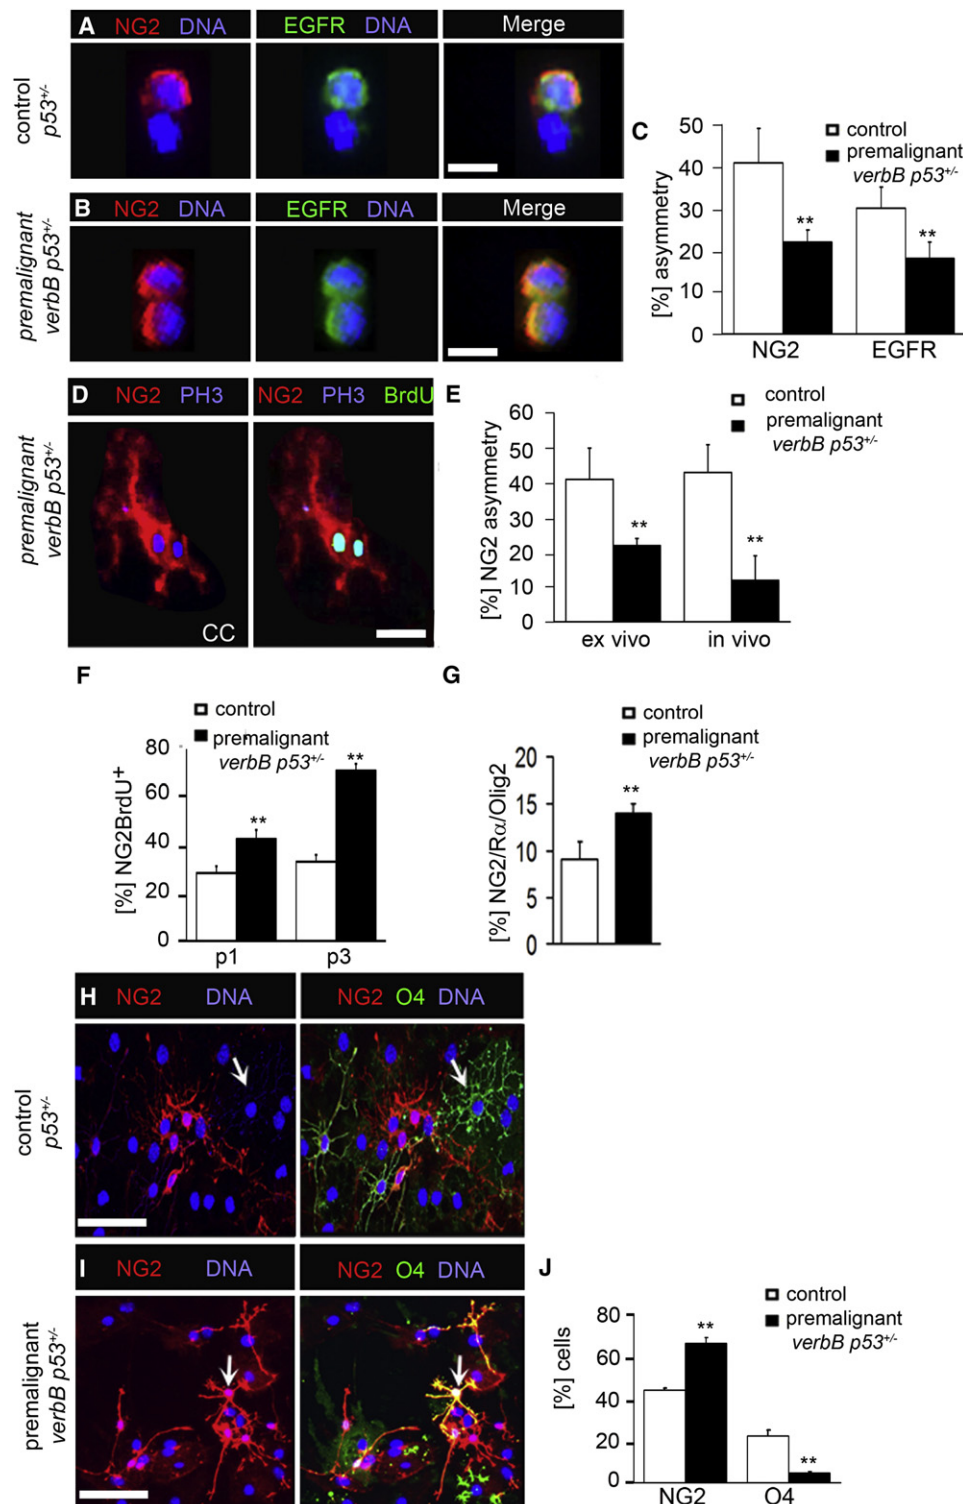 A NG2 DNA EGFR DNA Merge
control
p53+/-
B NG2 DNA EGFR DNA Merge
premalignant
verbB p53+/-
C
50
40
30
20
10
0
[%] asymmetry
control
premalignant
verbB p53+/-
**
**
NG2 EGFR
D NG2 PH3 NG2 PH3 BrdU
premalignant
verbB p53+/-
CC
E
60
50
40
30
20
10
0
[%] NG2 asymmetry
control
premalignant
verbB p53+/-
**
**
ex vivo in vivo
F
control
premalignant
verbB p53+/-
80
60
40
20
0
[%] NG2BrdU+
**
**
p1 p3
G
control
premalignant
verbB p53+/-
20
15
10
5
0
[%] NG2/Rα/Olig2
**
H NG2 DNA NG2 O4 DNA
control
p53+/-
I NG2 DNA NG2 O4 DNA
premalignant
verbB p53+/-
J
control
premalignant
verbB p53+/-
80
60
40
20
0
[%] cells
**
**
NG2 O4